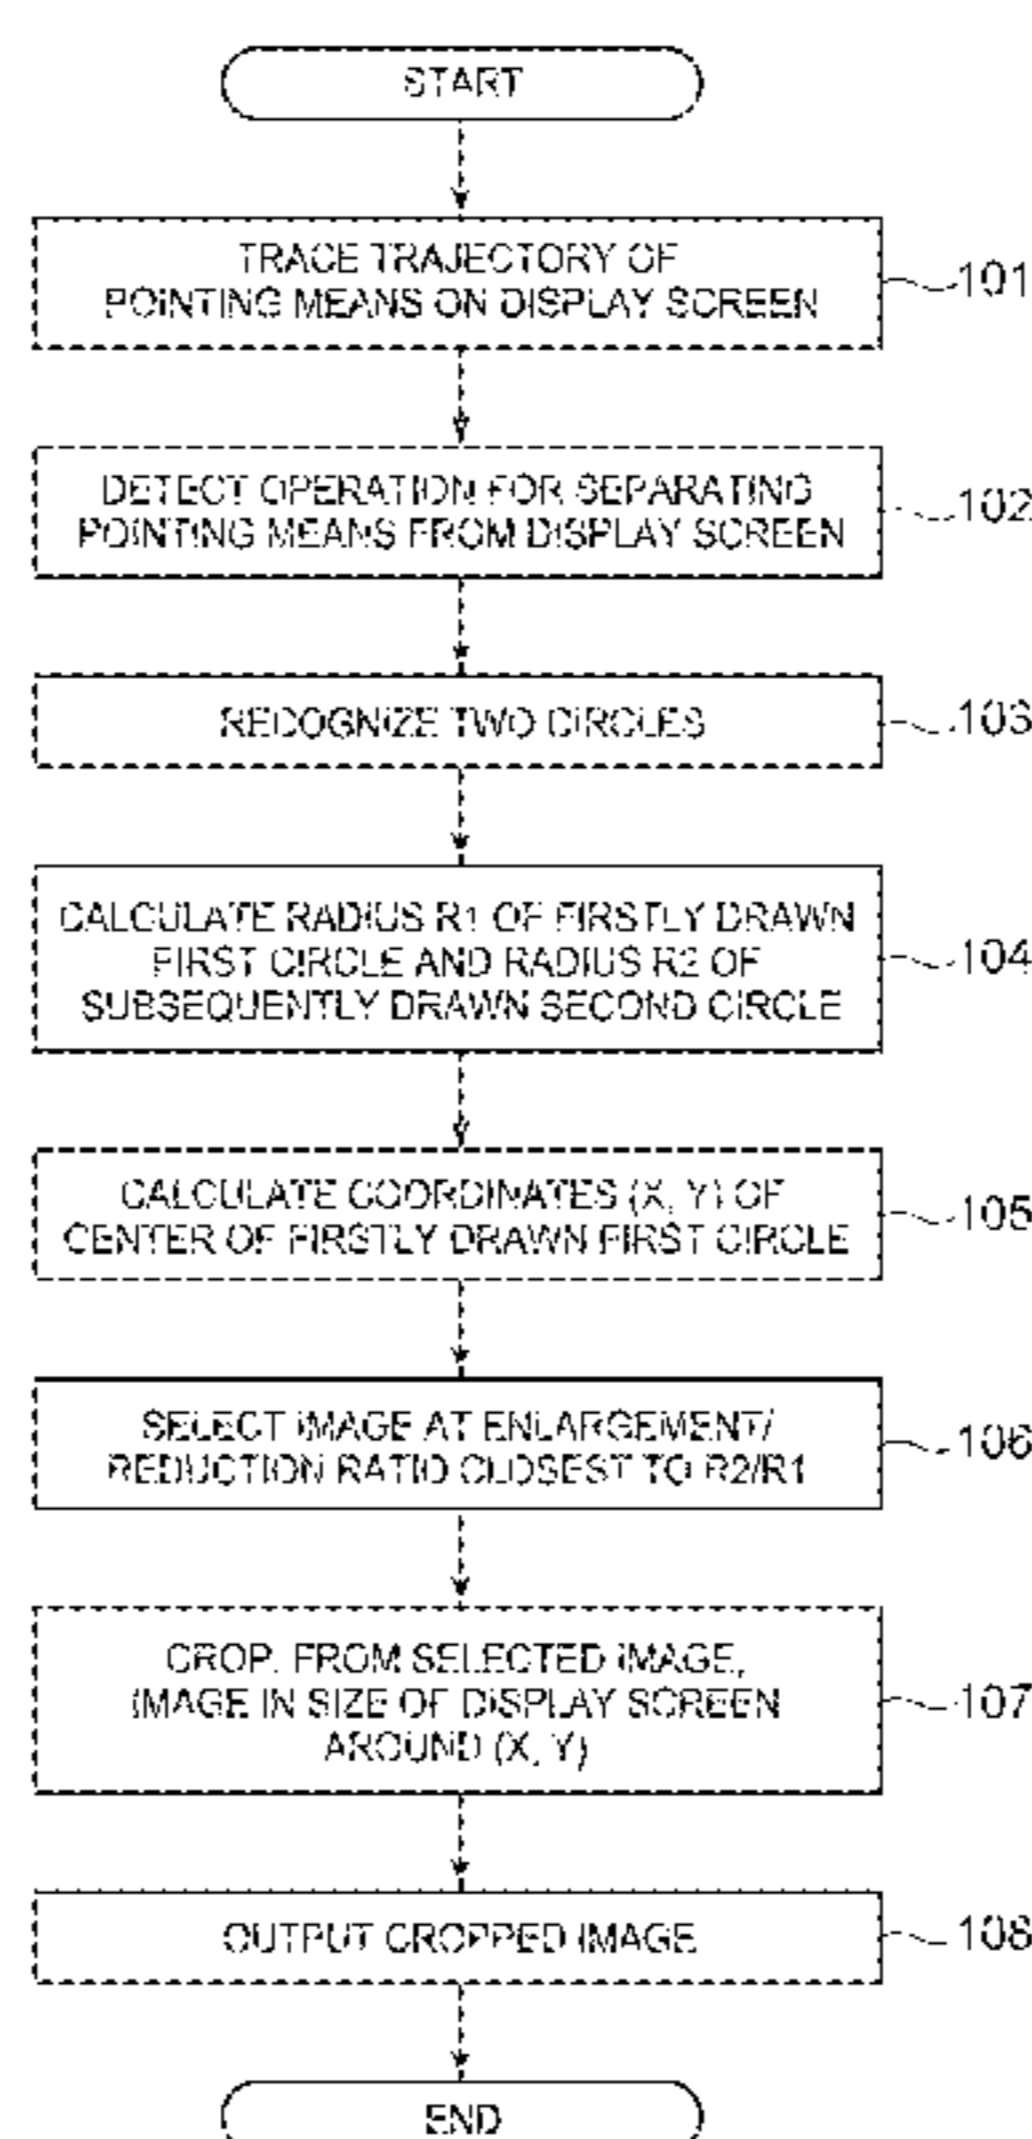 START
TRACE TRAJECTORY OF
POINTING MEANS ON DISPLAY SCREEN
101
DETECT OPERATION FOR SEPARATING
POINTING MEANS FROM DISPLAY SCREEN
102
RECOGNIZE TWO CIRCLES
103
CALCULATE RADIUS R1 OF FIRSTLY DRAWN
FIRST CIRCLE AND RADIUS R2 OF
SUBSEQUENTLY DRAWN SECOND CIRCLE
104
CALCULATE COORDINATES (X, Y) OF
CENTER OF FIRSTLY DRAWN FIRST CIRCLE
105
SELECT IMAGE AT ENLARGEMENT/
REDUCTION RATIO CLOSEST TO R2/R1
106
CROP, FROM SELECTED IMAGE,
IMAGE IN SIZE OF DISPLAY SCREEN
AROUND (X, Y)
107
OUTPUT CROPPED IMAGE
108
END